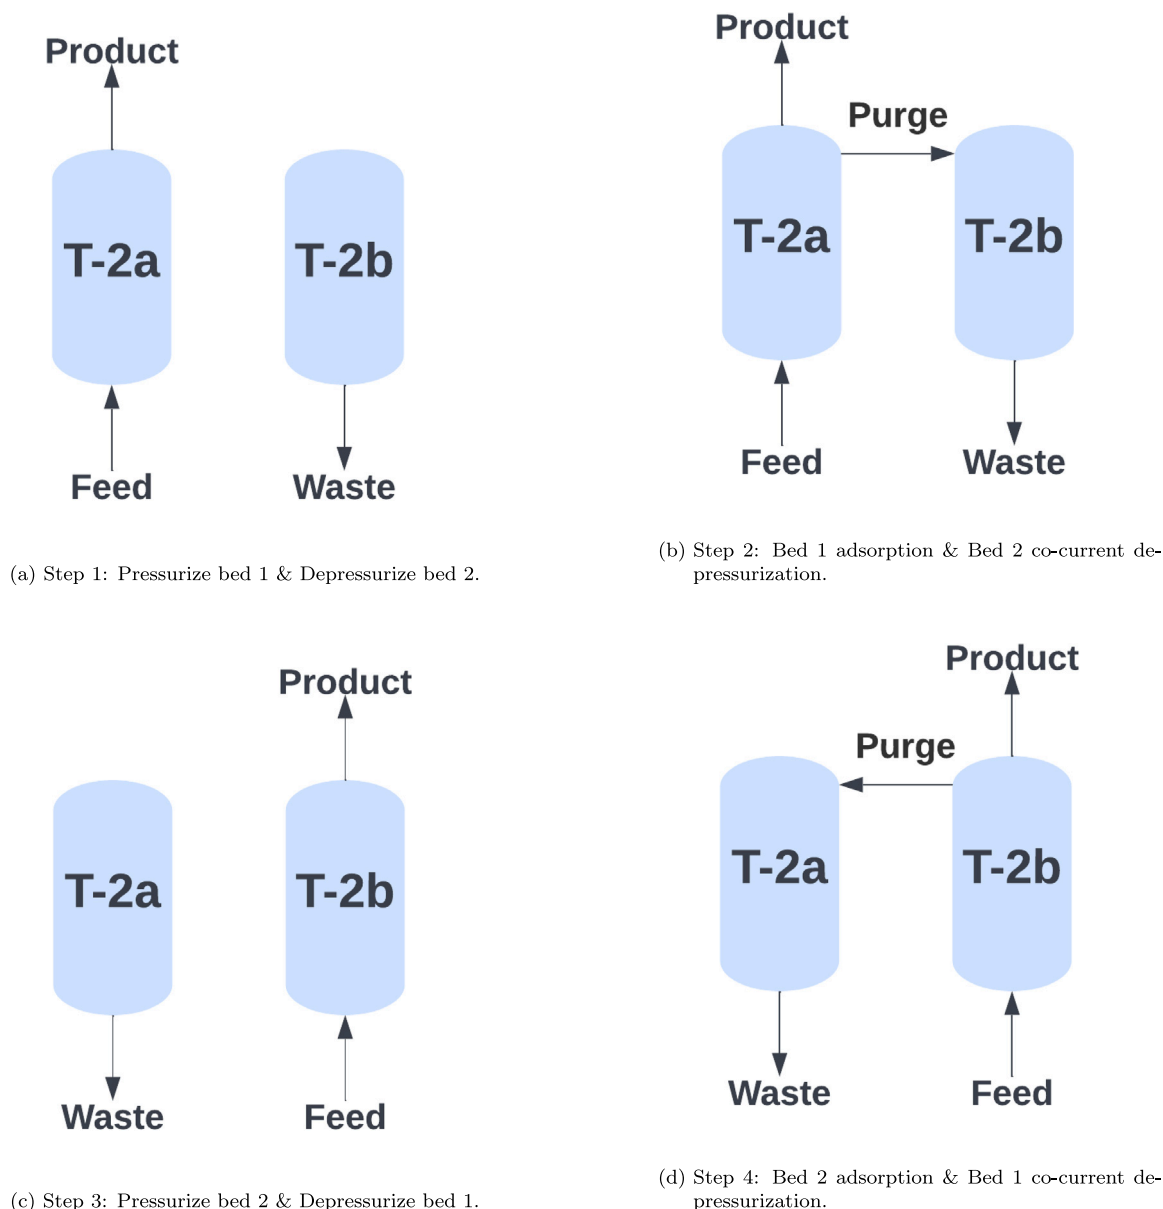 Product
T-2a
T-2b
Feed
Waste
(a) Step 1: Pressurize bed 1 & Depressurize bed 2.
Product
Purge
T-2a
T-2b
Feed
Waste
(b) Step 2: Bed 1 adsorption & Bed 2 co-current de-
pressurization.
Product
T-2a
T-2b
Waste
Feed
(c) Step 3: Pressurize bed 2 & Depressurize bed 1.
Product
Purge
T-2a
T-2b
Waste
Feed
(d) Step 4: Bed 2 adsorption & Bed 1 co-current de-
pressurization.